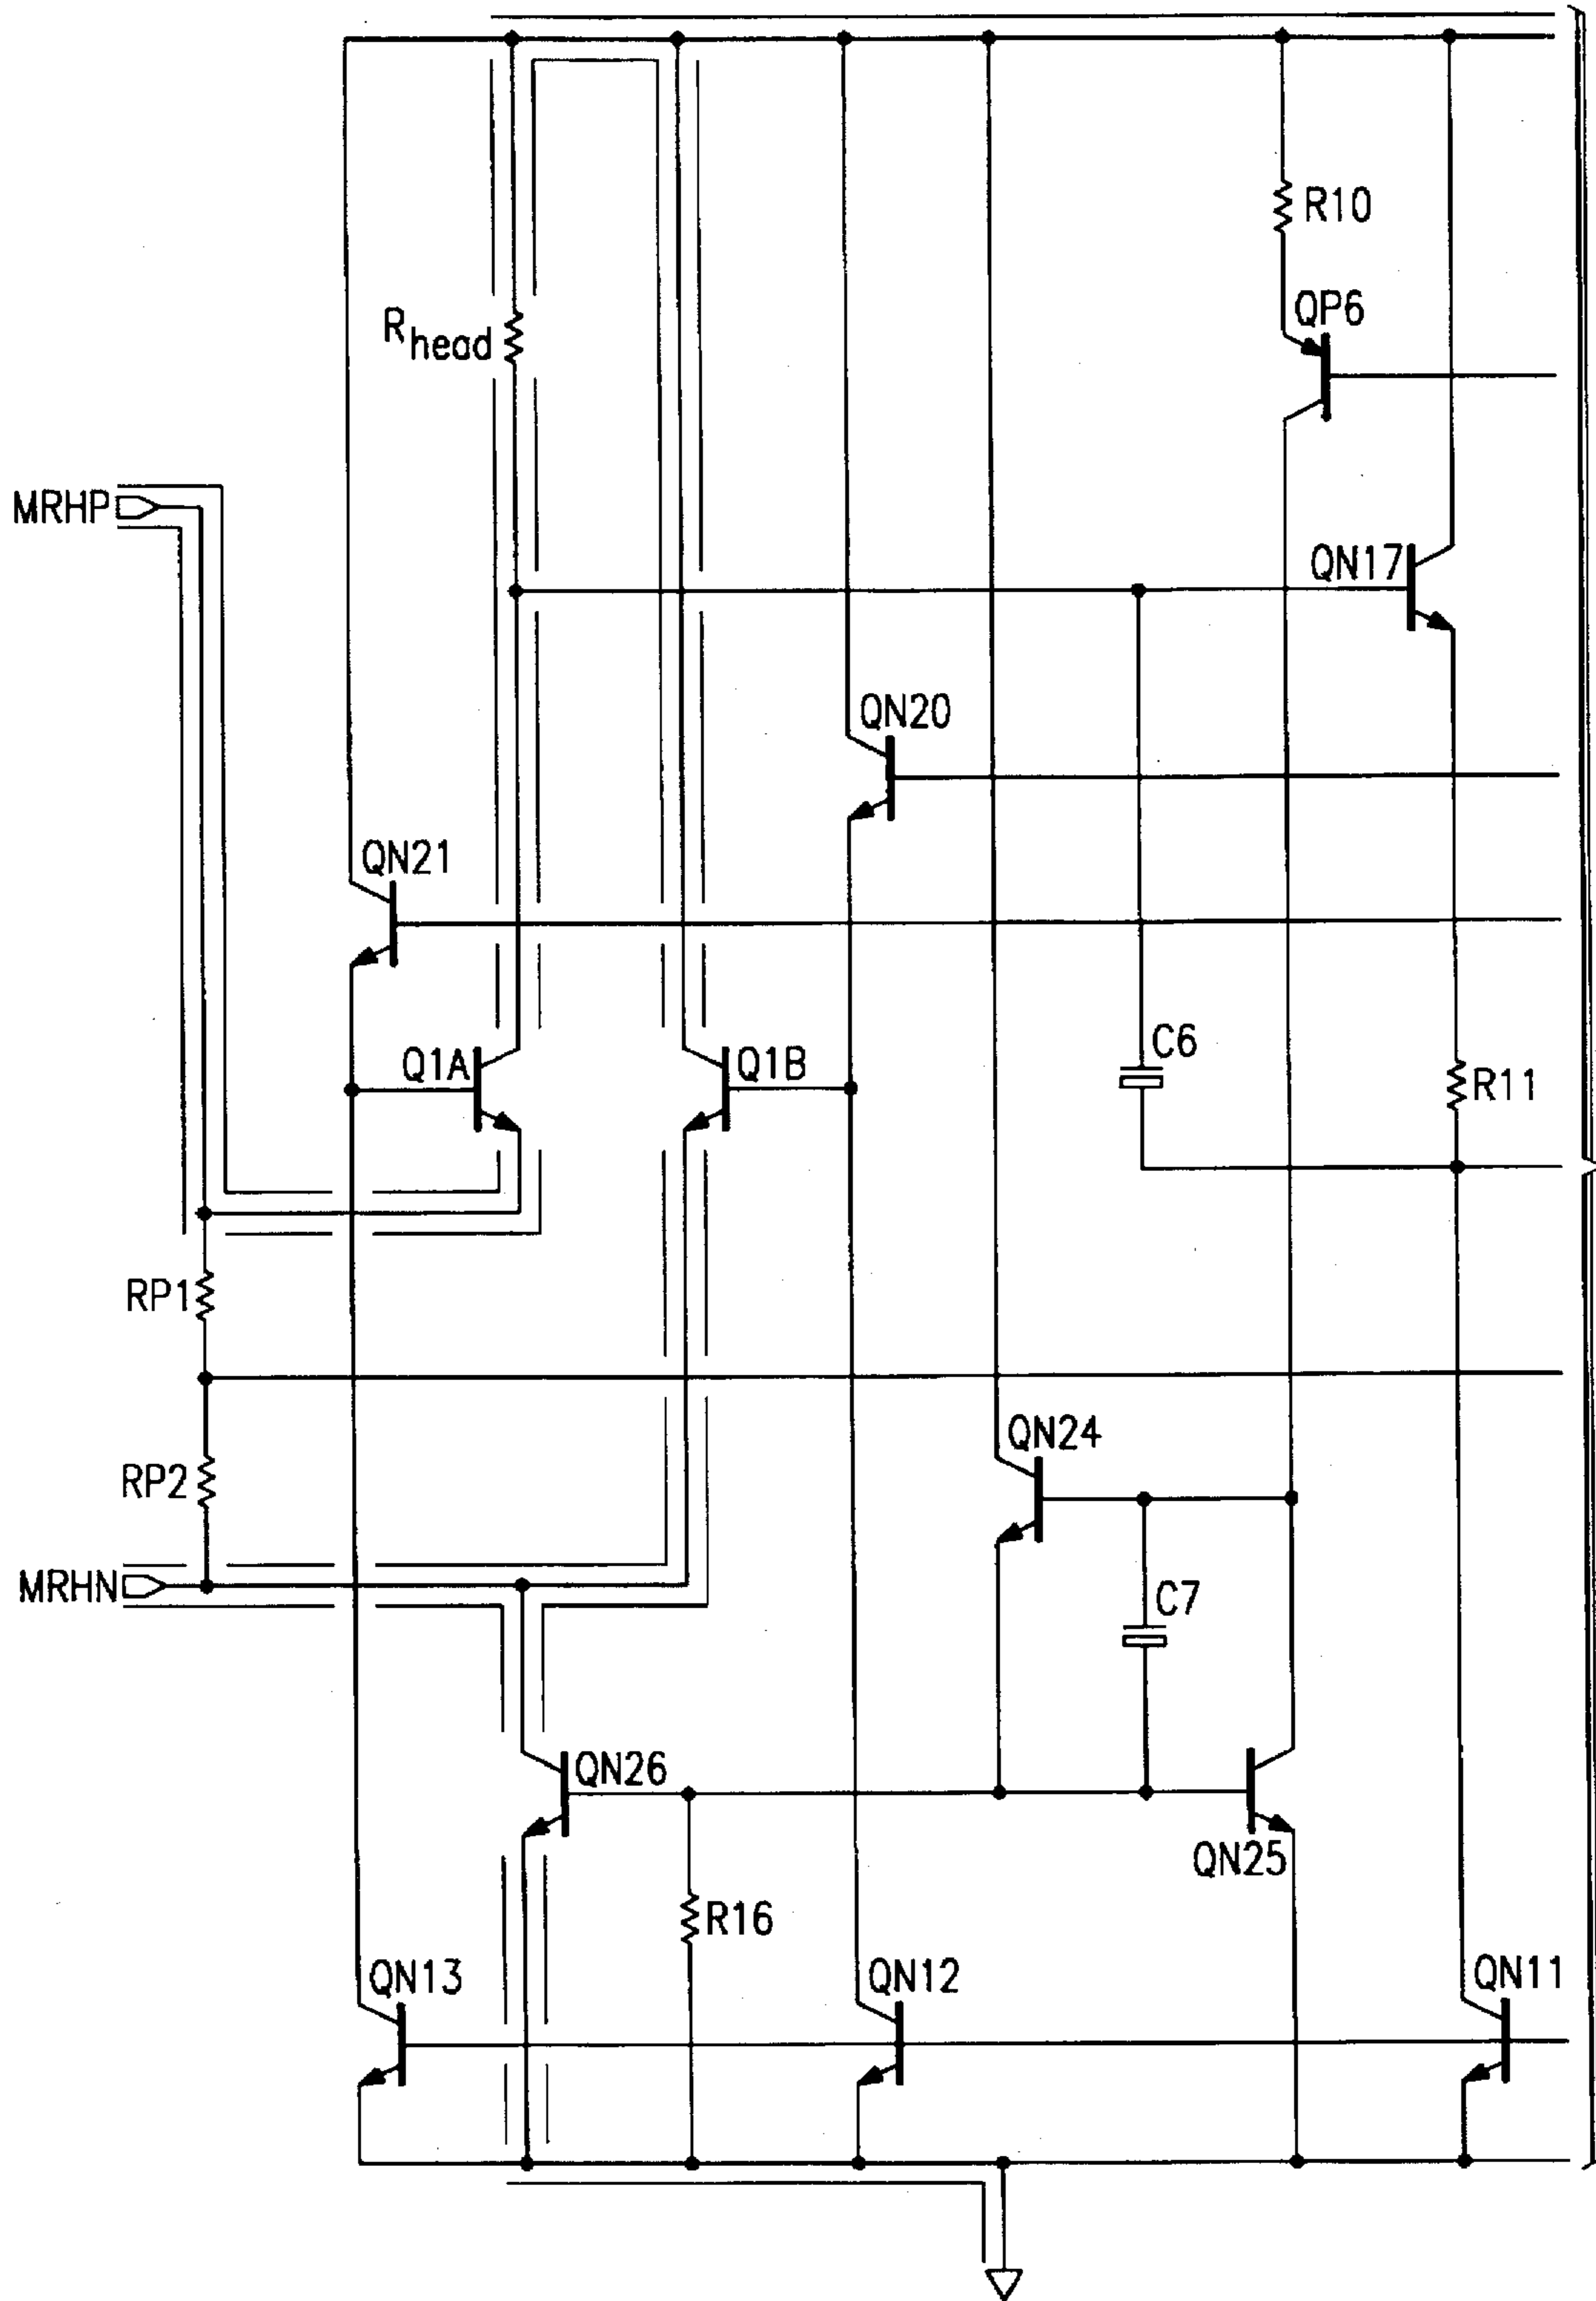 R10
QP6
Rhead
MRHP
QN17
QN20
QN21
Q1A
Q1B
C6
R11
RP1
QN24
RP2
MRHN
C7
QN26
QN25
R16
QN13
QN12
QN11